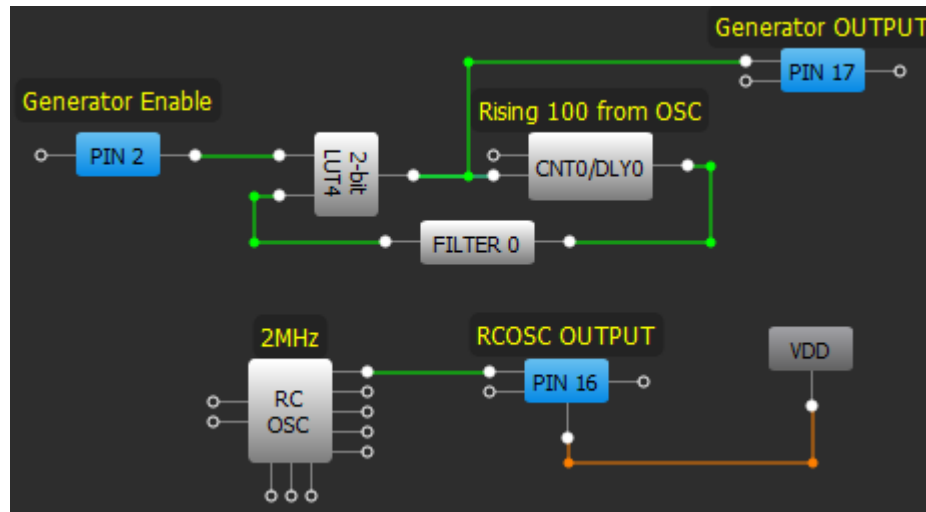 Generator OUTPUT
PIN 17
Generator Enable
PIN 2
2-bit
LUT4
Rising 100 from OSC
CNT0/DLY0
FILTER 0
2MHz
RC
OSC
RCOSC OUTPUT
PIN 16
VDD